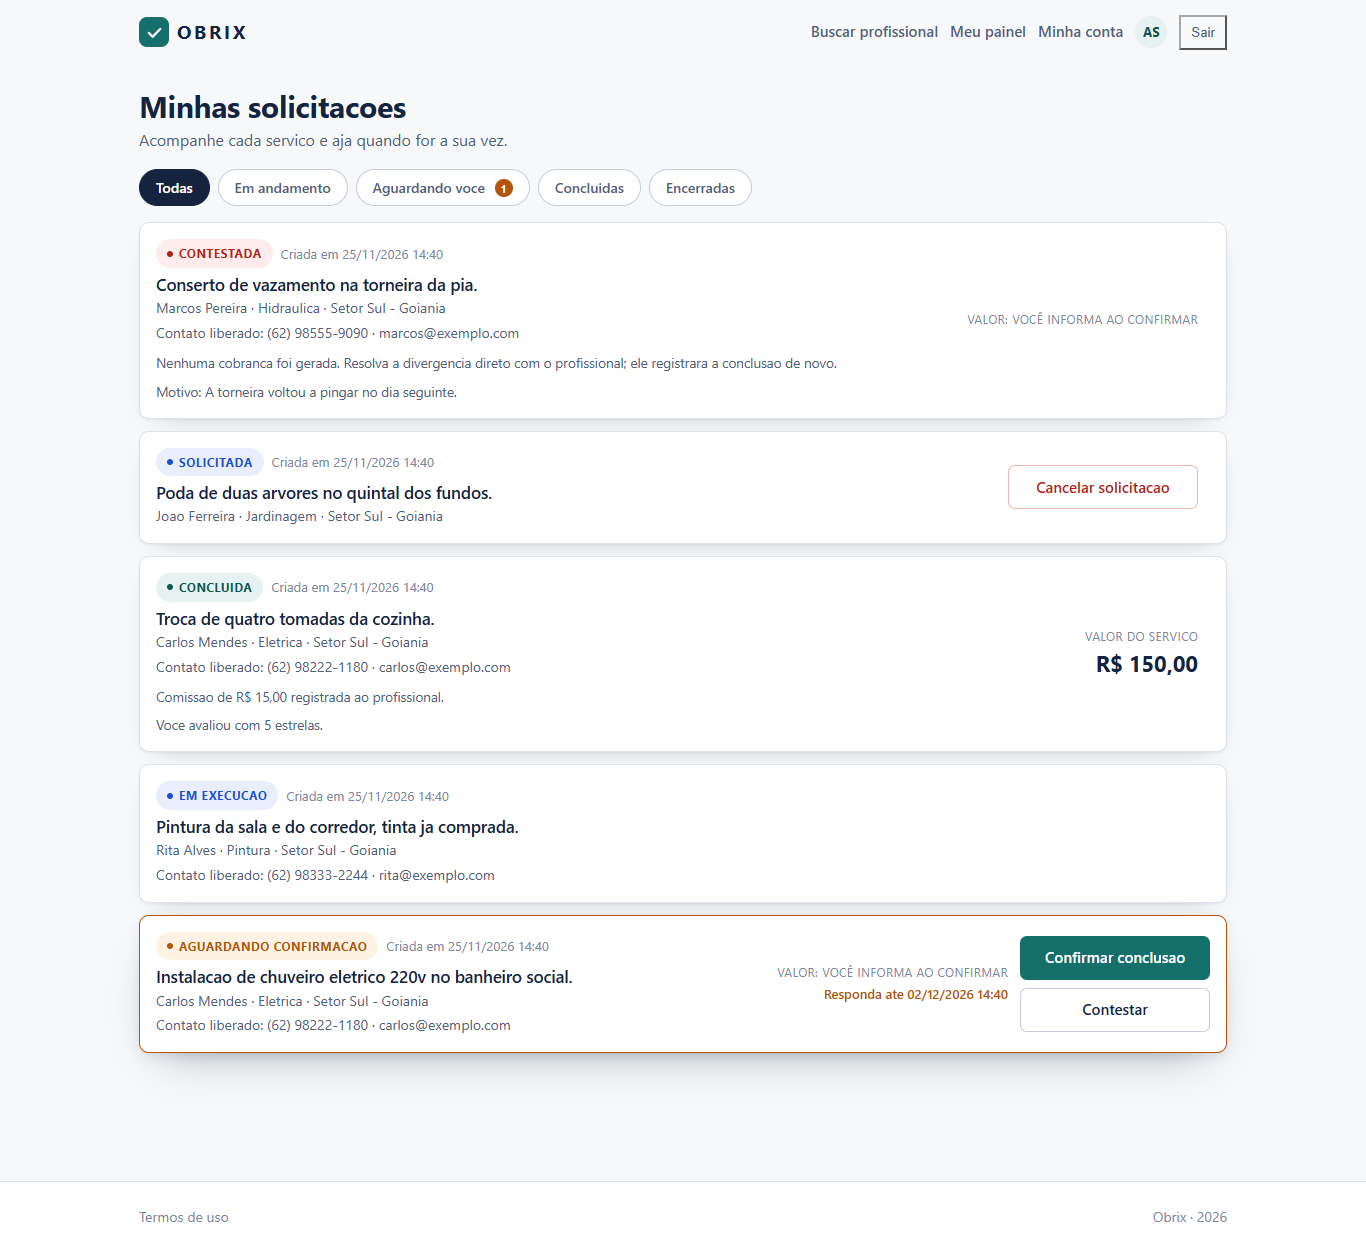 OBRIX
Buscar profissional Meu painel Minha conta AS Sair
Minhas solicitacoes
Acompanhe cada servico e aja quando for a sua vez.
Todas Em andamento Aguardando voce 1 Concluidas Encerradas
CONTESTADA Criada em 25/11/2026 14:40
Conserto de vazamento na torneira da pia.
Marcos Pereira · Hidraulica · Setor Sul - Goiania
Contato liberado: (62) 98555-9090 · marcos@exemplo.com
Nenhuma cobranca foi gerada. Resolva a divergencia direto com o profissional; ele registrara a conclusao de novo.
Motivo: A torneira voltou a pingar no dia seguinte.
VALOR: VOCÊ INFORMA AO CONFIRMAR
SOLICITADA Criada em 25/11/2026 14:40
Poda de duas arvores no quintal dos fundos.
Joao Ferreira · Jardinagem · Setor Sul - Goiania
Cancelar solicitacao
CONCLUIDA Criada em 25/11/2026 14:40
Troca de quatro tomadas da cozinha.
Carlos Mendes · Eletrica · Setor Sul - Goiania
Contato liberado: (62) 98222-1180 · carlos@exemplo.com
Comissao de R$ 15,00 registrada ao profissional.
Voce avaliou com 5 estrelas.
VALOR DO SERVICO
R$ 150,00
EM EXECUCAO Criada em 25/11/2026 14:40
Pintura da sala e do corredor, tinta ja comprada.
Rita Alves · Pintura · Setor Sul - Goiania
Contato liberado: (62) 98333-2244 · rita@exemplo.com
AGUARDANDO CONFIRMACAO Criada em 25/11/2026 14:40
Instalacao de chuveiro eletrico 220v no banheiro social.
Carlos Mendes · Eletrica · Setor Sul - Goiania
Contato liberado: (62) 98222-1180 · carlos@exemplo.com
VALOR: VOCÊ INFORMA AO CONFIRMAR
Responda ate 02/12/2026 14:40
Confirmar conclusao
Contestar
Termos de uso
Obrix · 2026